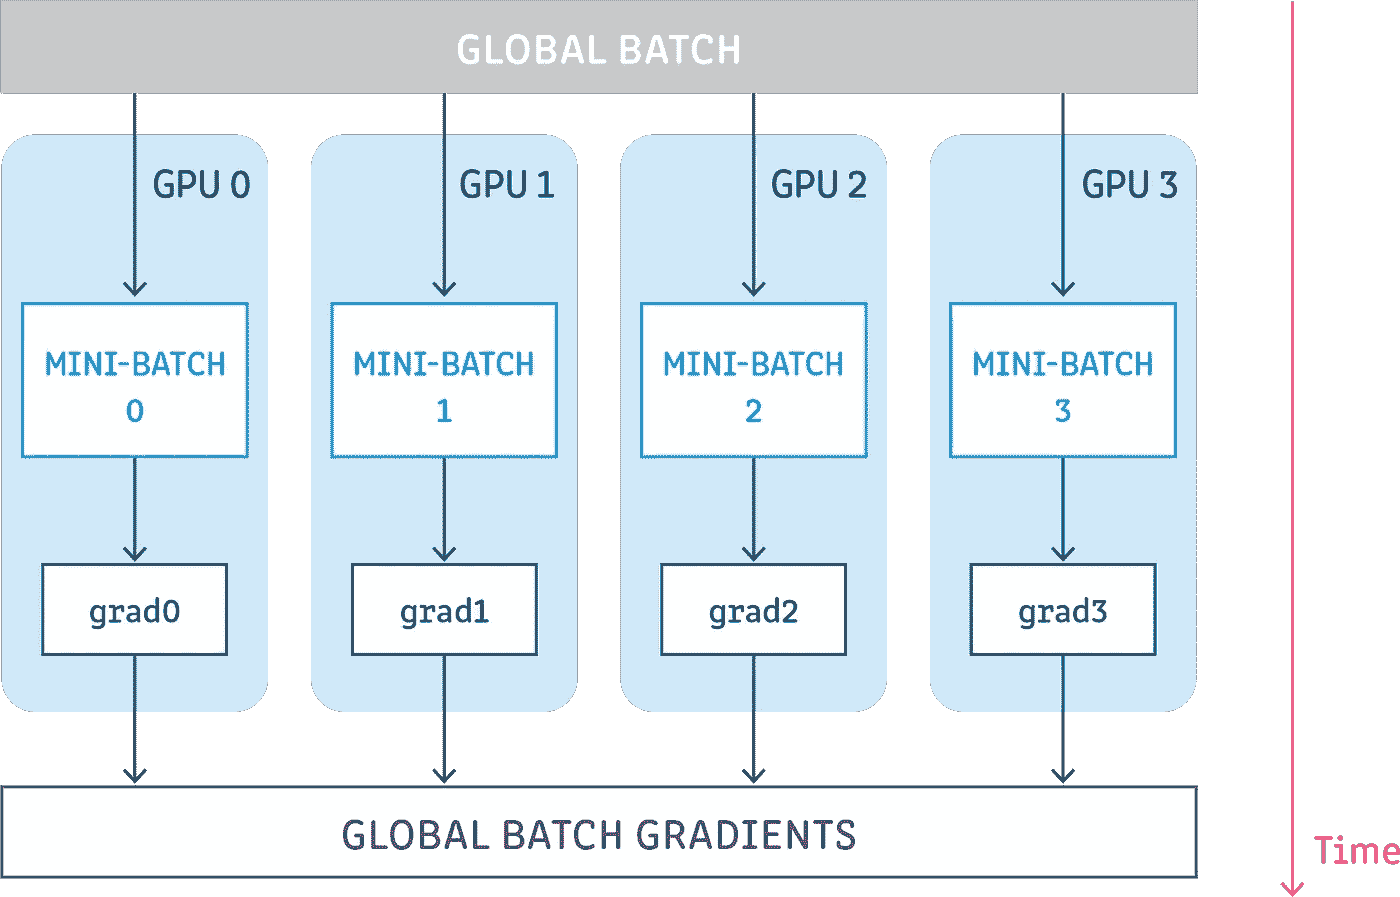 GLOBAL BATCH
GPU 0
GPU 1
GPU 2
GPU 3
MINI-BATCH
0
MINI-BATCH
1
MINI-BATCH
2
MINI-BATCH
3
grad0
grad1
grad2
grad3
GLOBAL BATCH GRADIENTS
Time